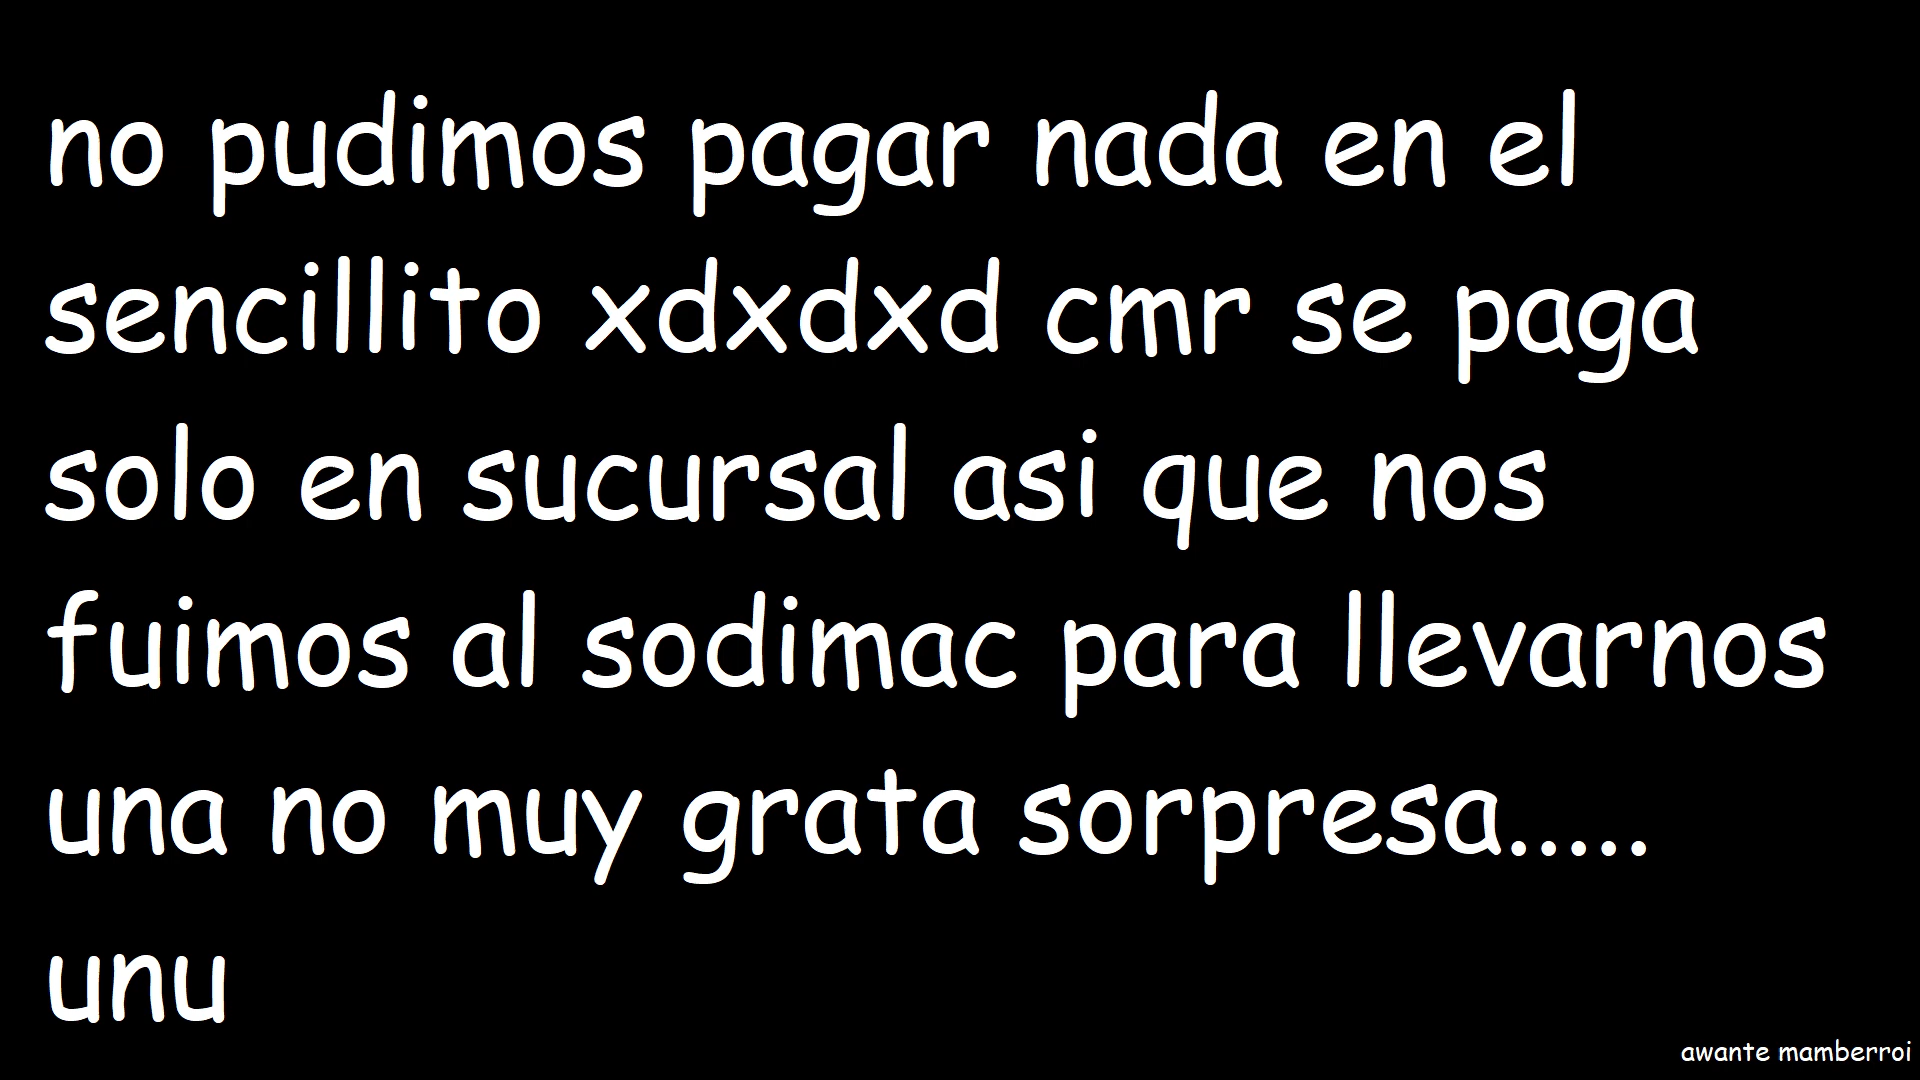 no pudimos pagar nada en el
sencillito xdxdxd cmr se paga
solo en sucursal asi que nos
fuimos al sodimac para llevarnos
una no muy grata sorpresa.....
unu
awante mamberroi